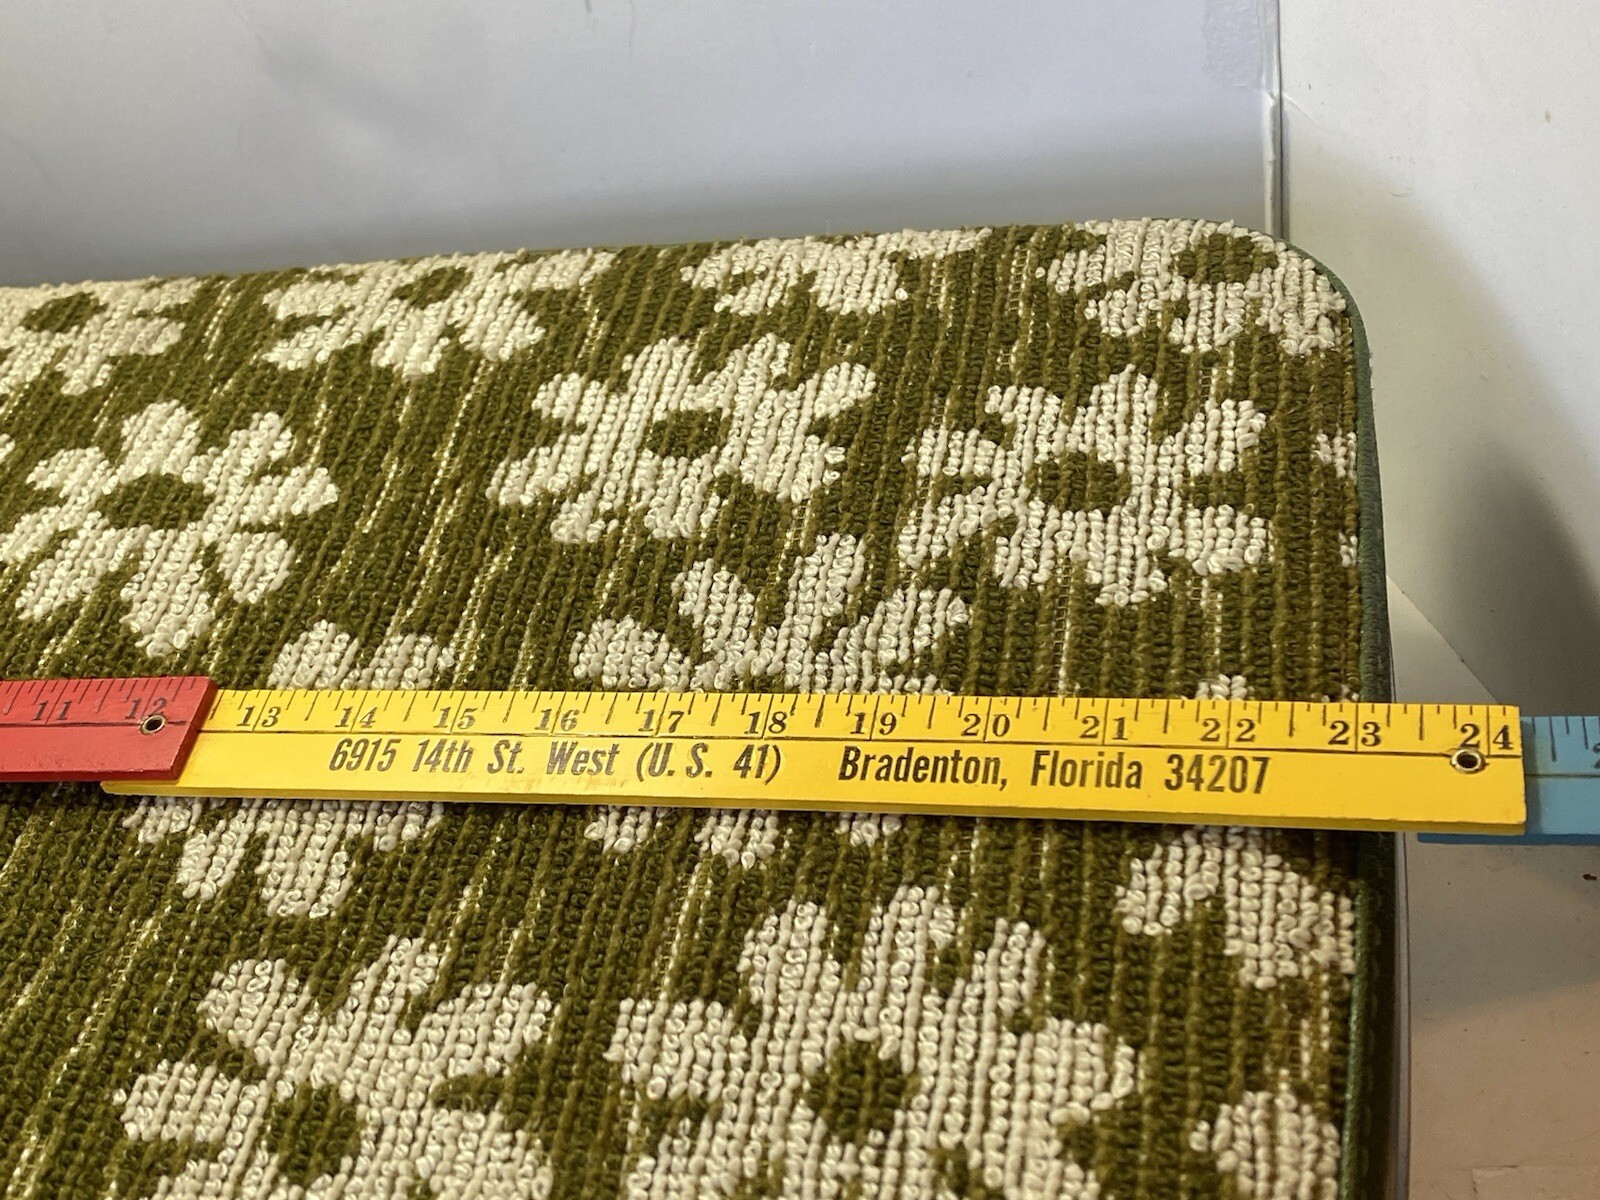 11 12 13 14 15 16 17 18 19 20 21 22 23 24
6915 14th St. West (U. S. 41) Bradenton, Florida 34207